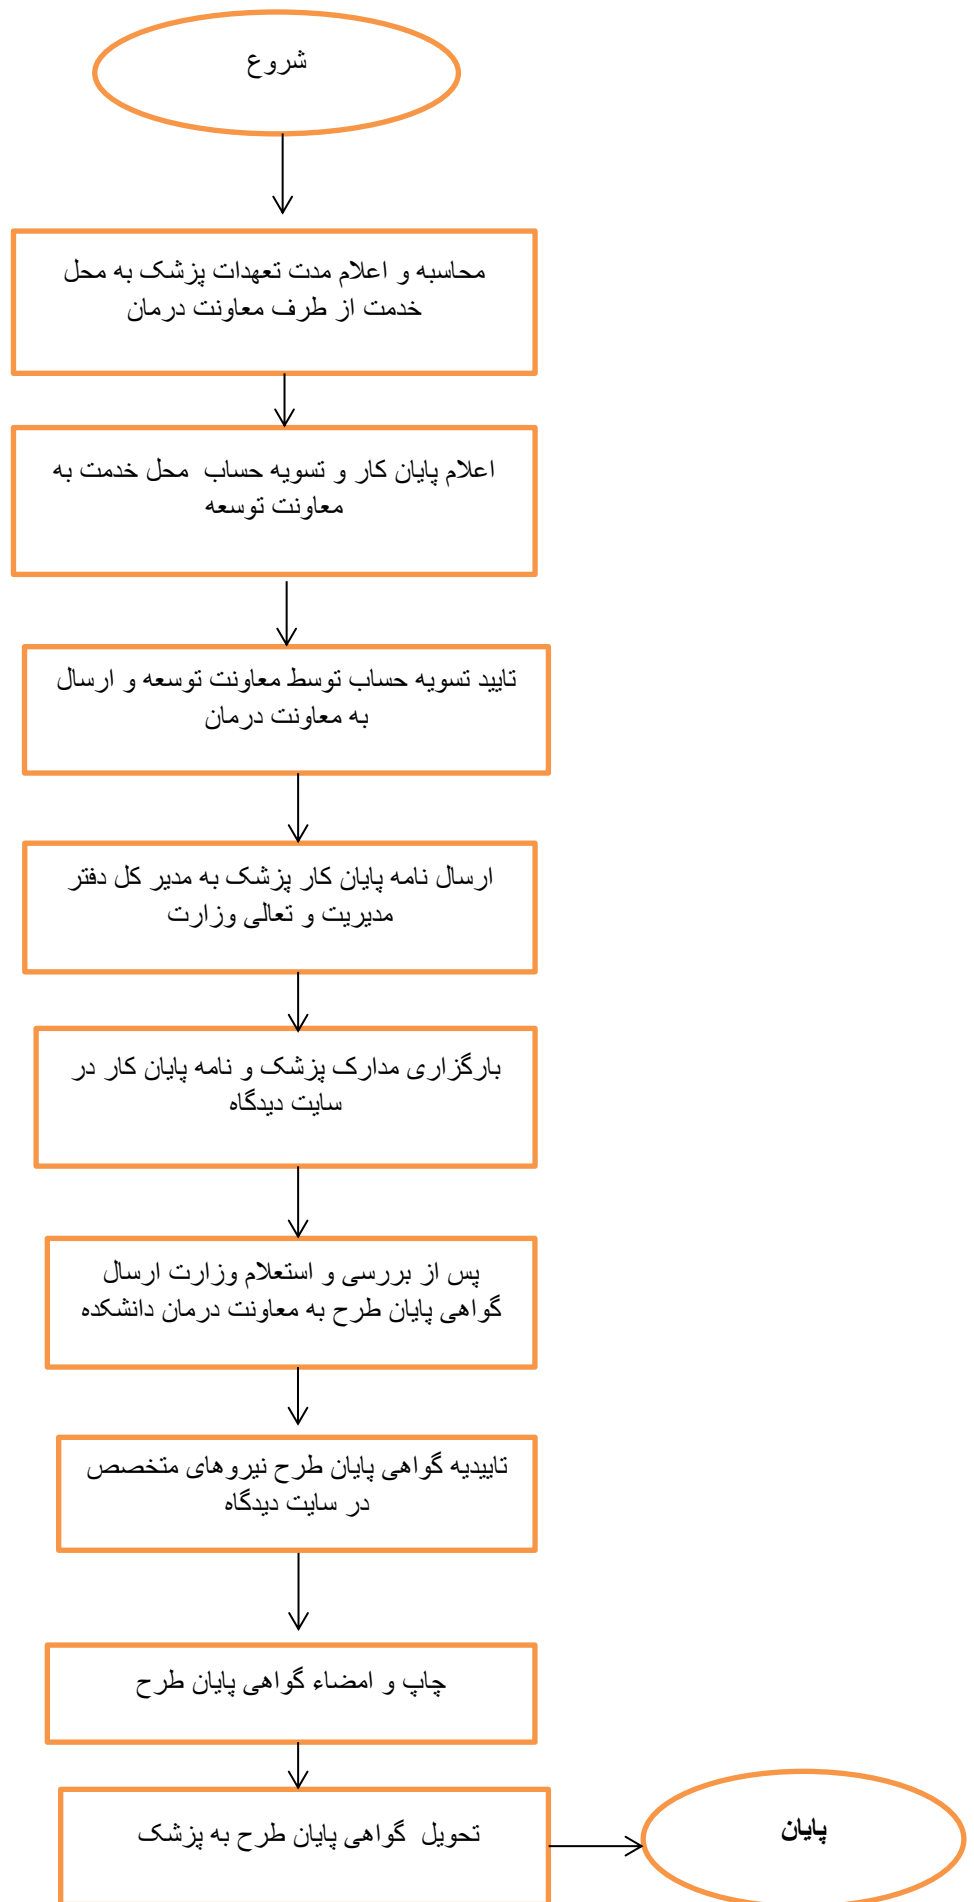 شروع
محاسبه و اعلام مدت تعهدات پزشک به محل
خدمت از طرف معاونت درمان
اعلام پایان کار و تسویه حساب محل خدمت به
معاونت توسعه
تایید تسویه حساب توسط معاونت توسعه و ارسال
به معاونت درمان
ارسال نامه پایان کار پزشک به مدیر کل دفتر
مدیریت و تعالی وزارت
بارگزاری مدارک پزشک و نامه پایان کار در
سایت دیدگاه
پس از بررسی و استعلام وزارت ارسال
گواهی پایان طرح به معاونت درمان دانشکده
تاییدیه گواهی پایان طرح نیروهای متخصص
در سایت دیدگاه
چاپ و امضاء گواهی پایان طرح
تحویل گواهی پایان طرح به پزشک
پایان